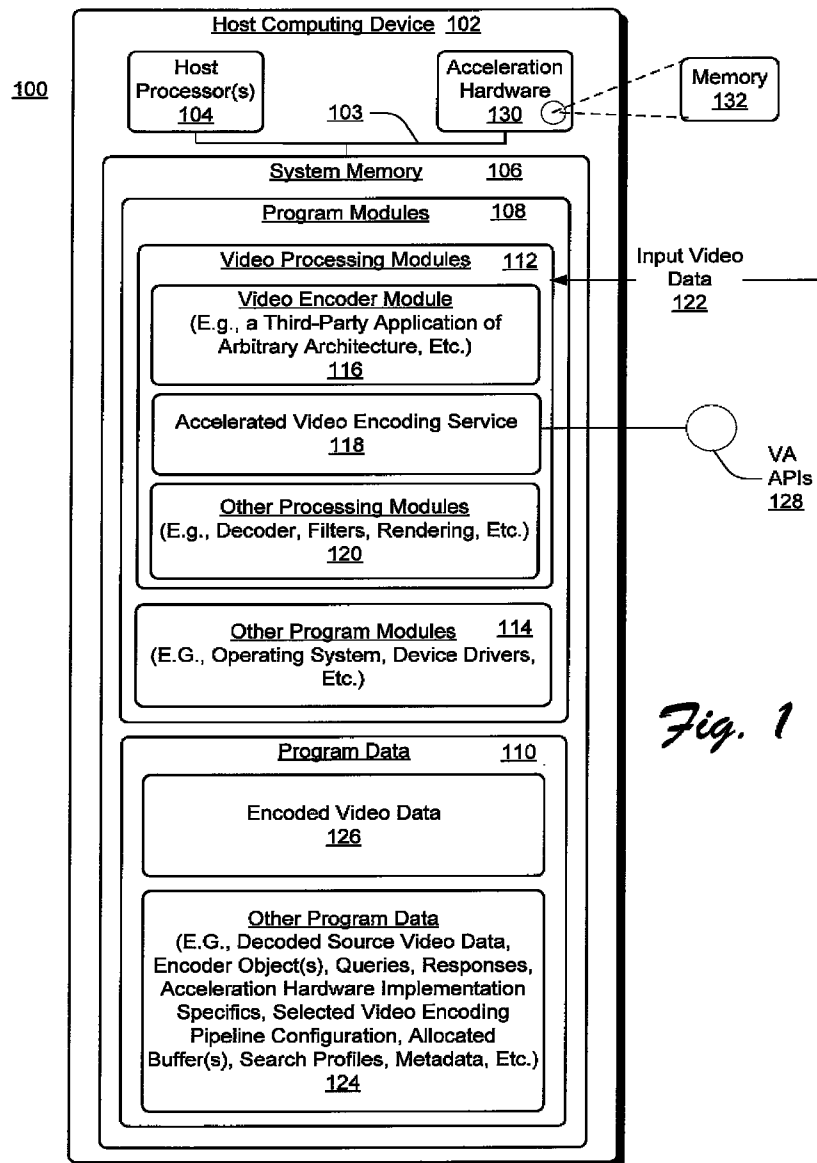 Host Computing Device 102
100
Host
Processor(s)
104
103
Acceleration
Hardware
130
Memory
132
System Memory 106
Program Modules 108
Video Processing Modules 112
Video Encoder Module
(E.g., a Third-Party Application of
Arbitrary Architecture, Etc.)
116
Accelerated Video Encoding Service
118
Other Processing Modules
(E.g., Decoder, Filters, Rendering, Etc.)
120
Input Video
Data
122
VA
APIs
128
Other Program Modules 114
(E.G., Operating System, Device Drivers,
Etc.)
Fig. 1
Program Data 110
Encoded Video Data
126
Other Program Data
(E.G., Decoded Source Video Data,
Encoder Object(s), Queries, Responses,
Acceleration Hardware Implementation
Specifics, Selected Video Encoding
Pipeline Configuration, Allocated
Buffer(s), Search Profiles, Metadata, Etc.)
124